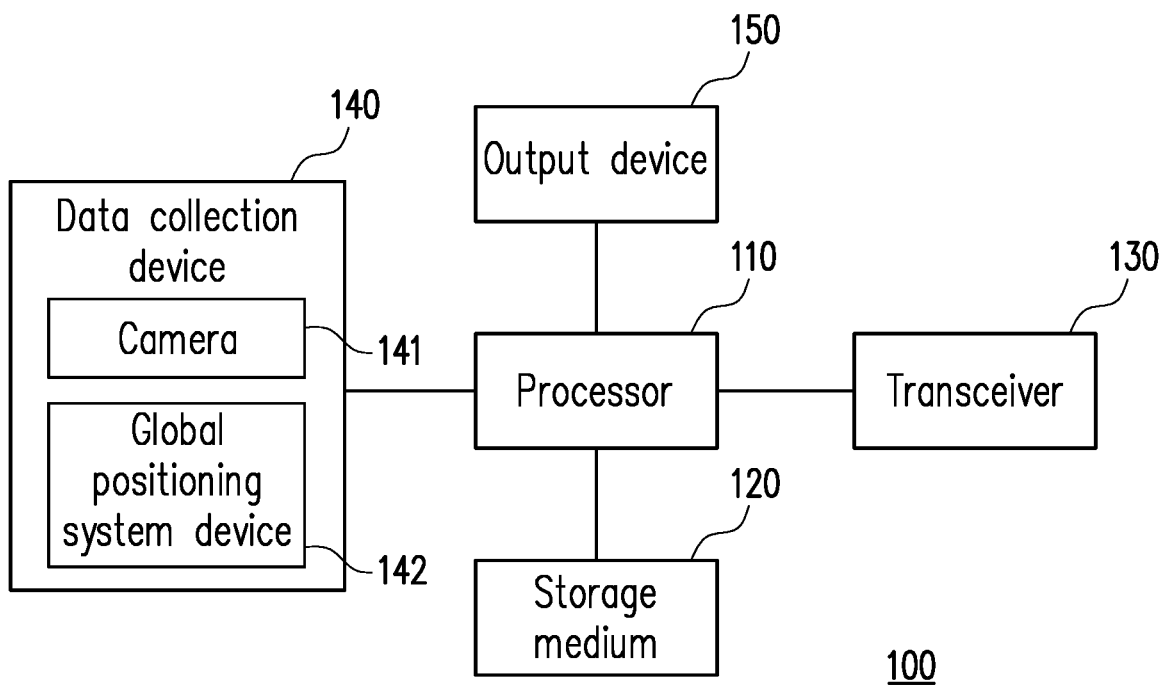 150
Output device
140
Data collection
device
Camera
141
Global
positioning
system device
142
110
Processor
130
Transceiver
120
Storage
medium
100